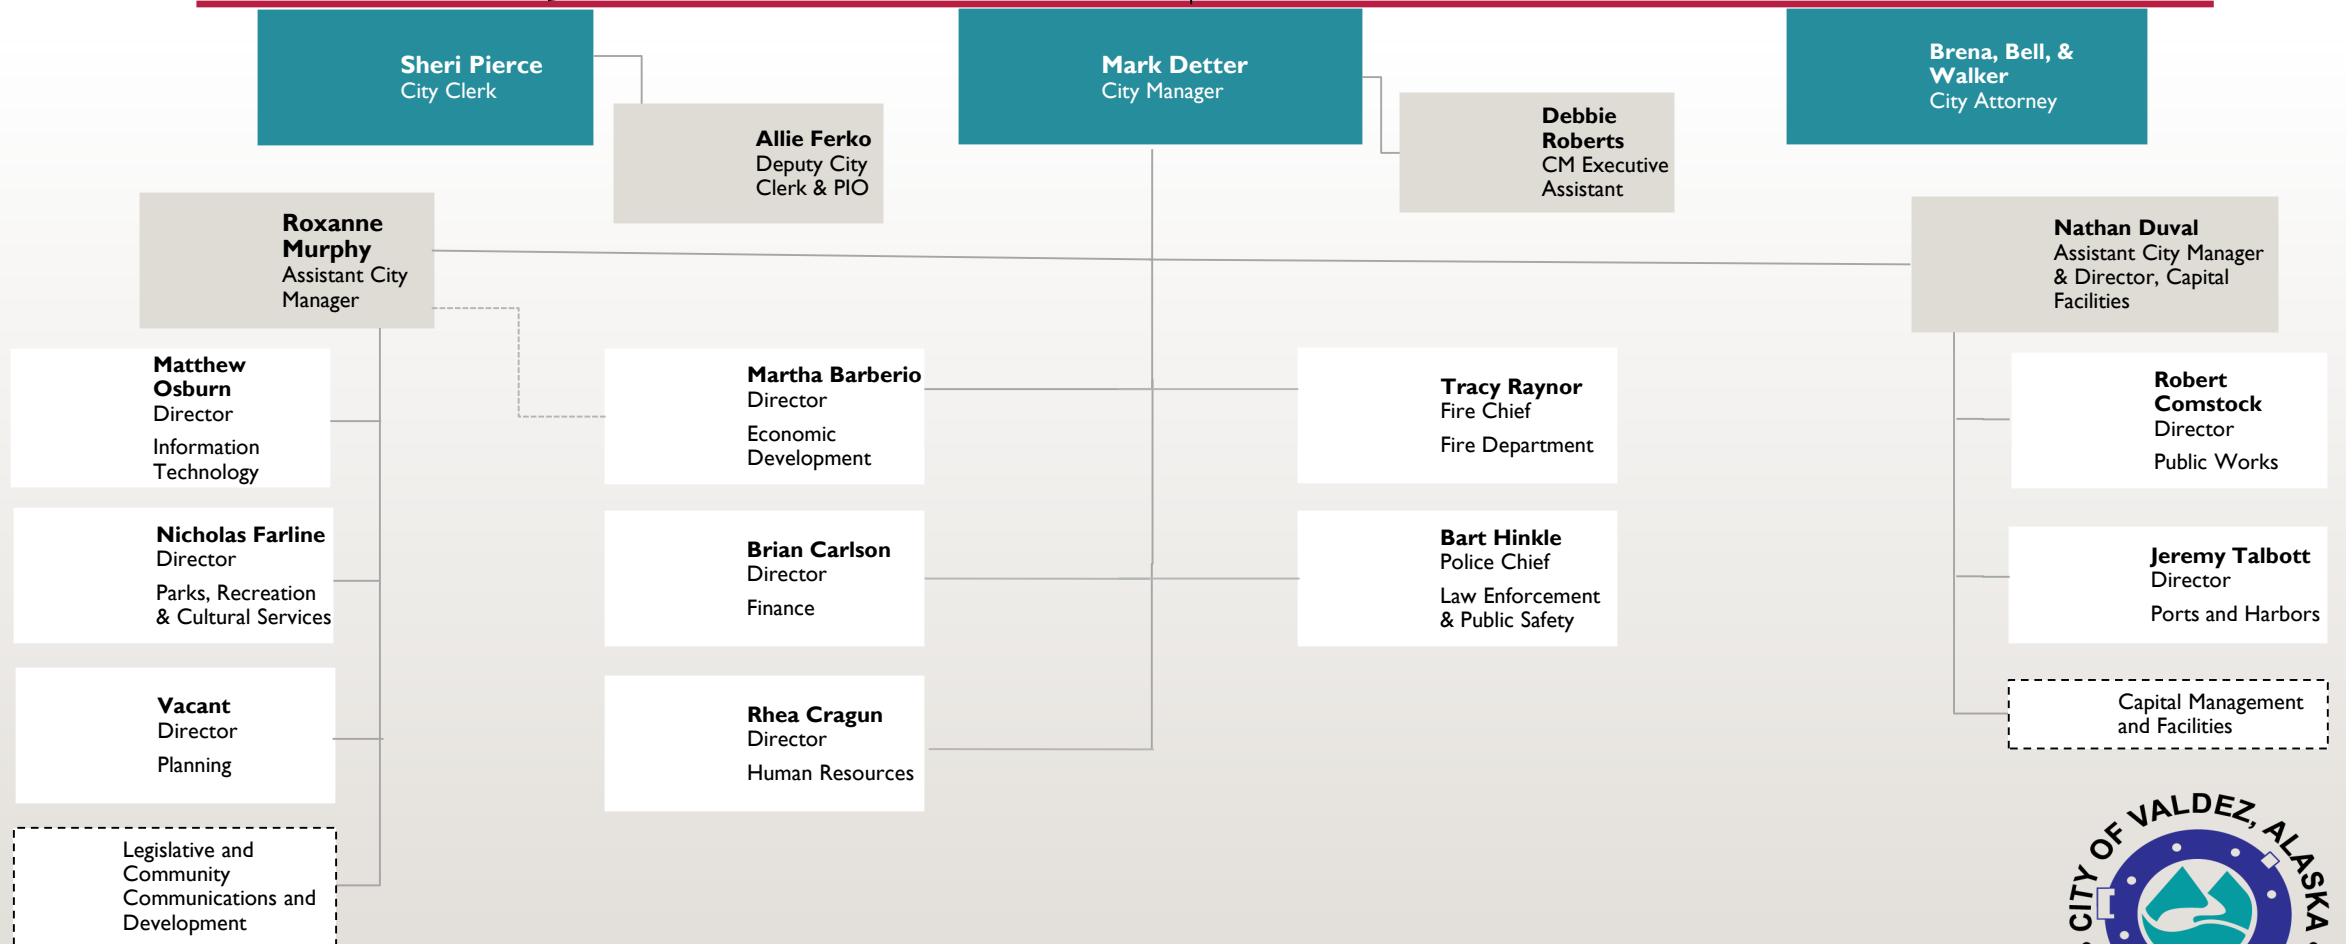 Sheri Pierce
City Clerk
Mark Detter
City Manager
Brena, Bell, &
Walker
City Attorney
Allie Ferko
Deputy City
Clerk & PIO
Debbie
Roberts
CM Executive
Assistant
Roxanne
Murphy
Assistant City
Manager
Nathan Duval
Assistant City Manager
& Director, Capital
Facilities
Matthew
Osburn
Director
Information
Technology
Martha Barberio
Director
Economic
Development
Tracy Raynor
Fire Chief
Fire Department
Robert
Comstock
Director
Public Works
Nicholas Farline
Director
Parks, Recreation
& Cultural Services
Brian Carlson
Director
Finance
Bart Hinkle
Police Chief
Law Enforcement
& Public Safety
Jeremy Talbott
Director
Ports and Harbors
Vacant
Director
Planning
Rhea Cragun
Director
Human Resources
Capital Management
and Facilities
Legislative and
Community
Communications and
Development
CITY OF VALDEZ, ALASKA